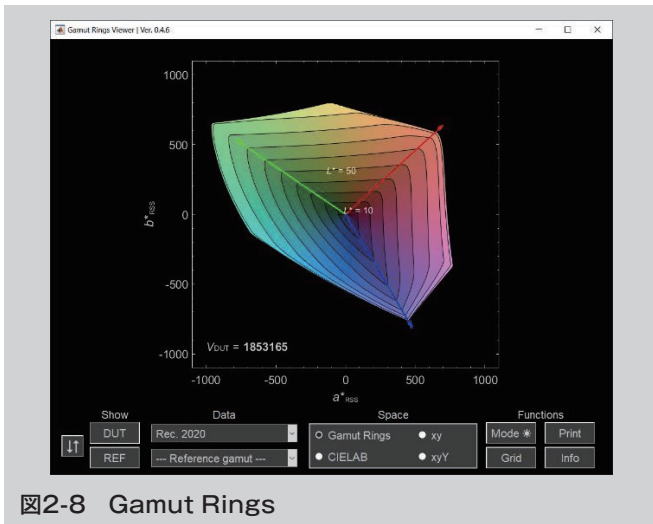 Gamut Rings Viewer | Ver. 0.4.6
1000
500
0
-500
-1000
b*RSS
L* = 50
L* = 10
VDUT = 1853165
-1000 -500 0 500 1000
a*RSS
Show Data Space Functions
DUT Rec. 2020 Gamut Rings xy Mode ☀ Print
REF --- Reference gamut --- CIELAB xyY Grid Info
図2-8 Gamut Rings